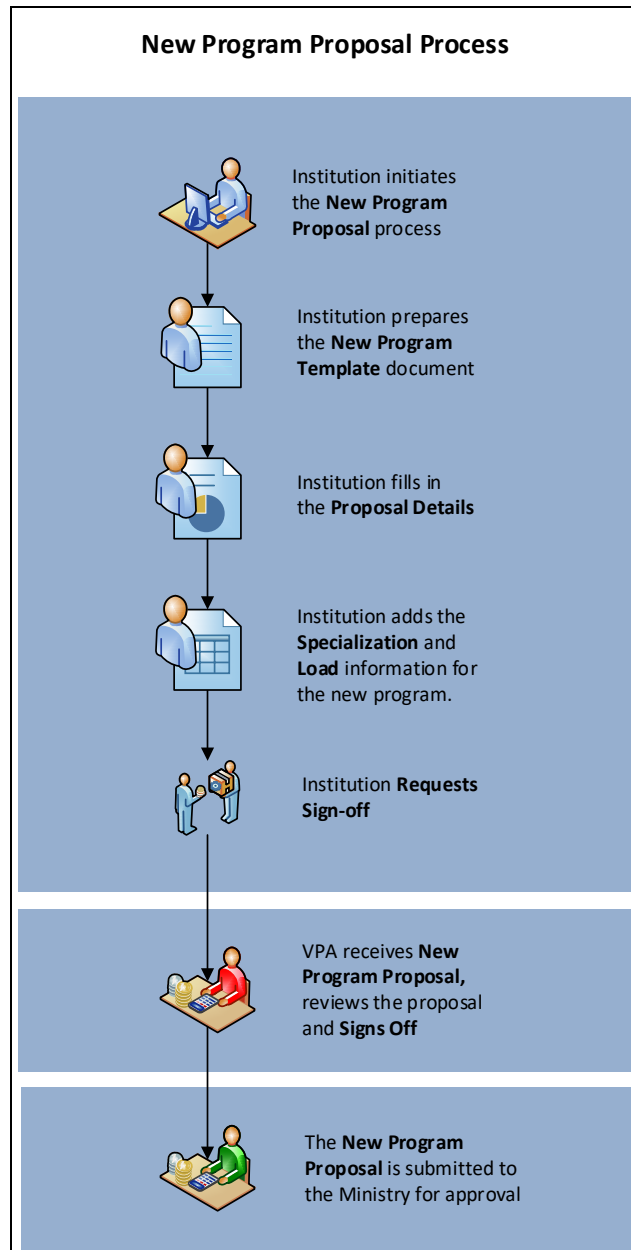 New Program Proposal Process
Institution initiates
the New Program
Proposal process
Institution prepares
the New Program
Template document
Institution fills in
the Proposal Details
Institution adds the
Specialization and
Load information for
the new program.
Institution Requests
Sign-off
VPA receives New
Program Proposal,
reviews the proposal
and Signs Off
The New Program
Proposal is submitted to
the Ministry for approval